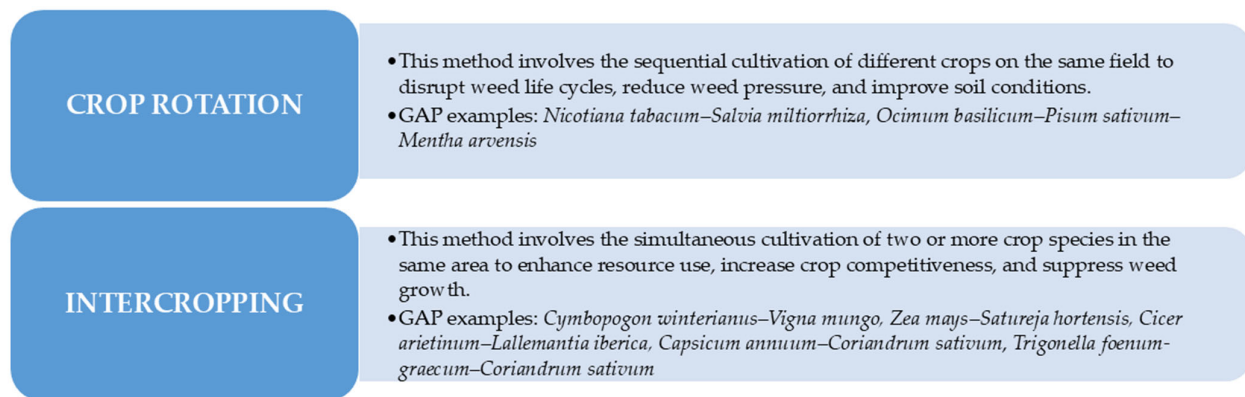 CROP ROTATION
•This method involves the sequential cultivation of different crops on the same field to
disrupt weed life cycles, reduce weed pressure, and improve soil conditions.
•GAP examples: Nicotiana tabacum–Salvia miltiorrhiza, Ocimum basilicum–Pisum sativum–
Mentha arvensis
INTERCROPPING
•This method involves the simultaneous cultivation of two or more crop species in the
same area to enhance resource use, increase crop competitiveness, and suppress weed
growth.
•GAP examples: Cymbopogon winterianus–Vigna mungo, Zea mays–Satureja hortensis, Cicer
arietinum–Lallemantia iberica, Capsicum annuum–Coriandrum sativum, Trigonella foenum-
graecum–Coriandrum sativum